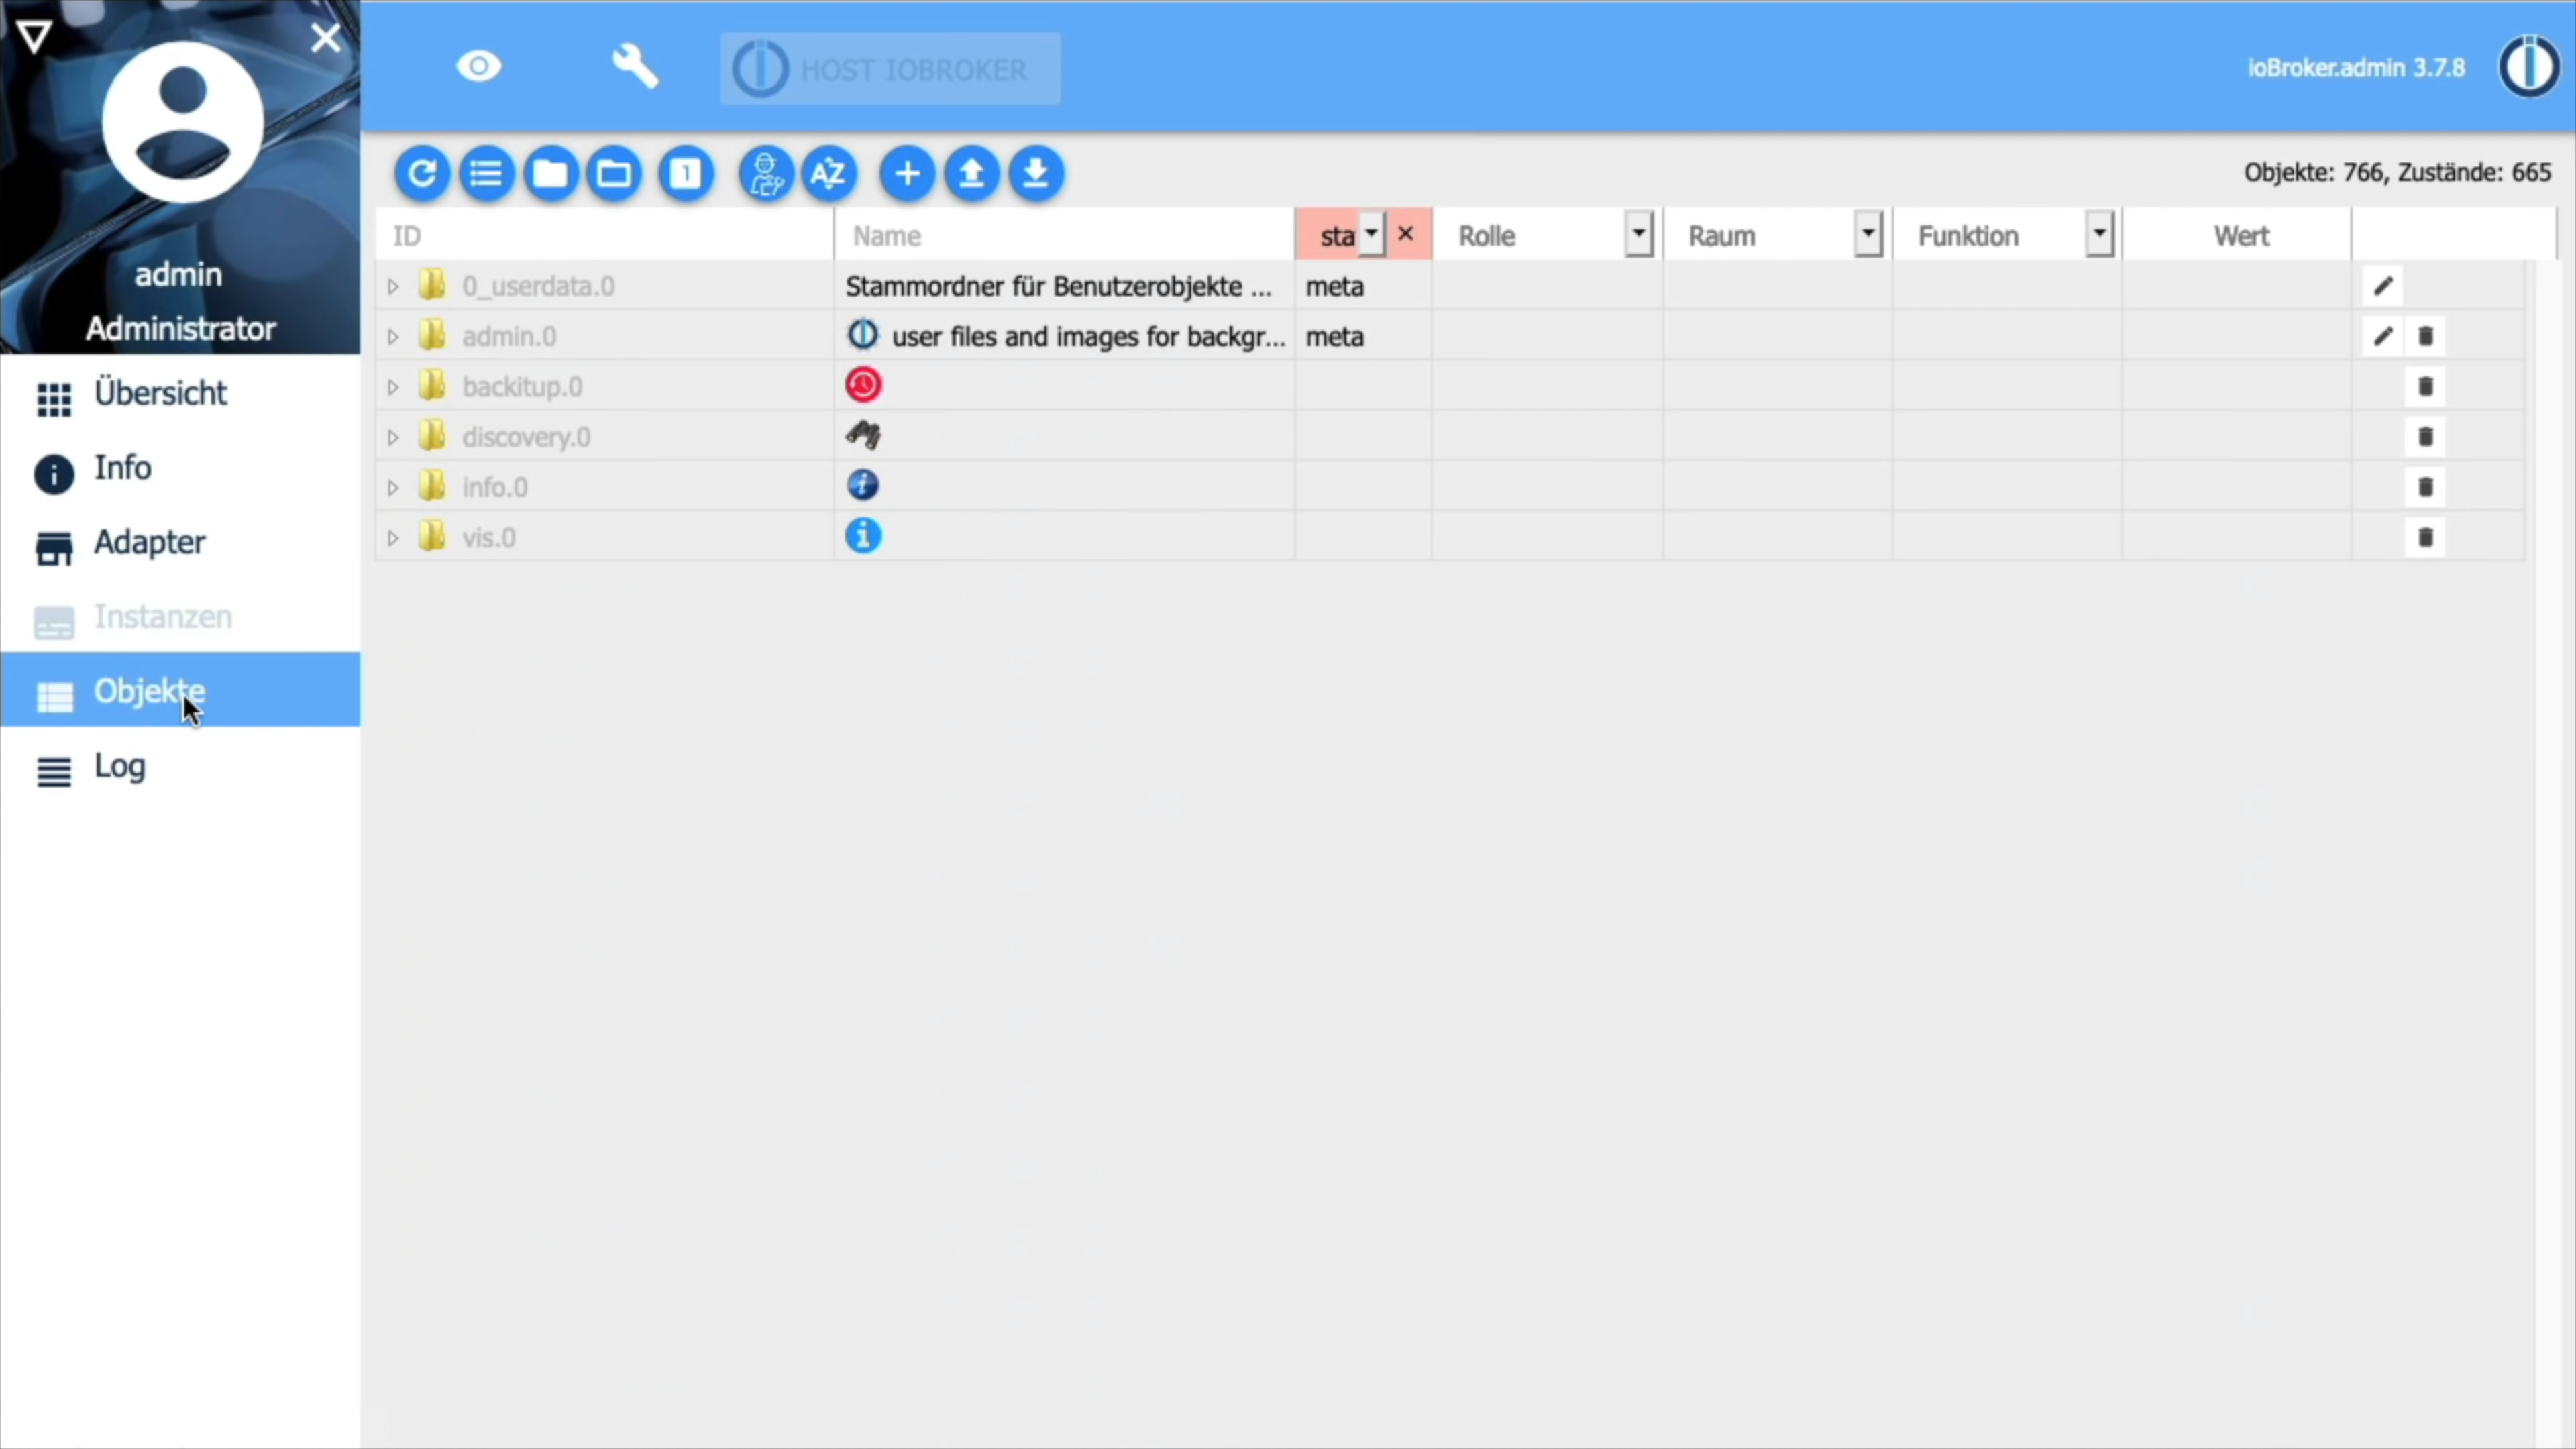 admin
Administrator
Übersicht
Info
Adapter
Instanzen
Objekte
Log
HOST IOBROKER
ioBroker.admin 3.7.8
1
AZ
Objekte: 766, Zustände: 665
ID
Name
sta
Rolle
Raum
Funktion
Wert
0_userdata.0
Stammordner für Benutzerobjekte ...
meta
admin.0
user files and images for backgr...
meta
backitup.0
discovery.0
info.0
vis.0